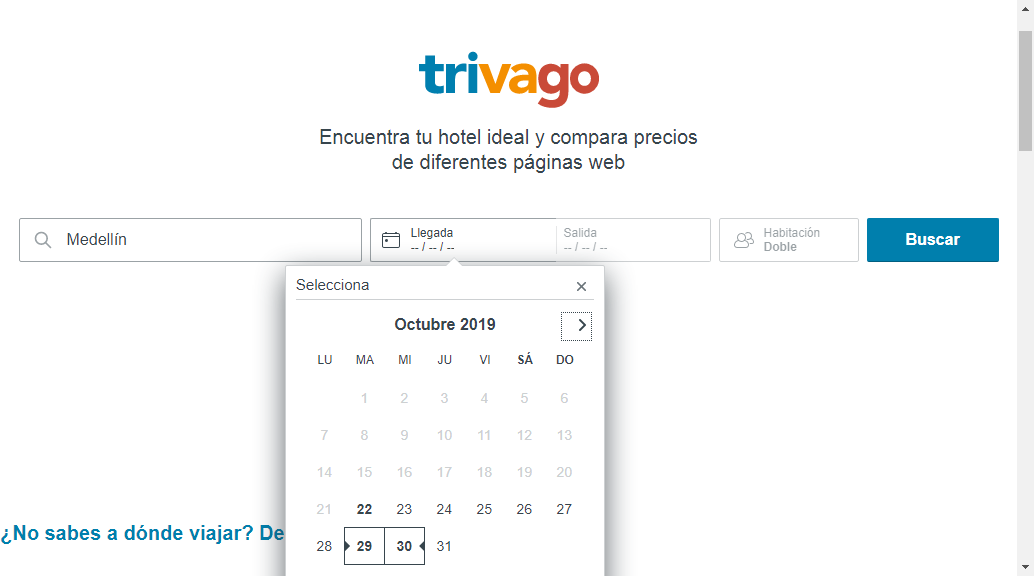 trivago
Encuentra tu hotel ideal y compara precios
de diferentes páginas web
Medellín
Llegada
-- / -- / --
Salida
-- / -- / --
Habitación
Doble
Buscar
Selecciona
Octubre 2019
LU MA MI JU VI SÁ DO
1 2 3 4 5 6
7 8 9 10 11 12 13
14 15 16 17 18 19 20
21 22 23 24 25 26 27
28 29 30 31
¿No sabes a dónde viajar? De